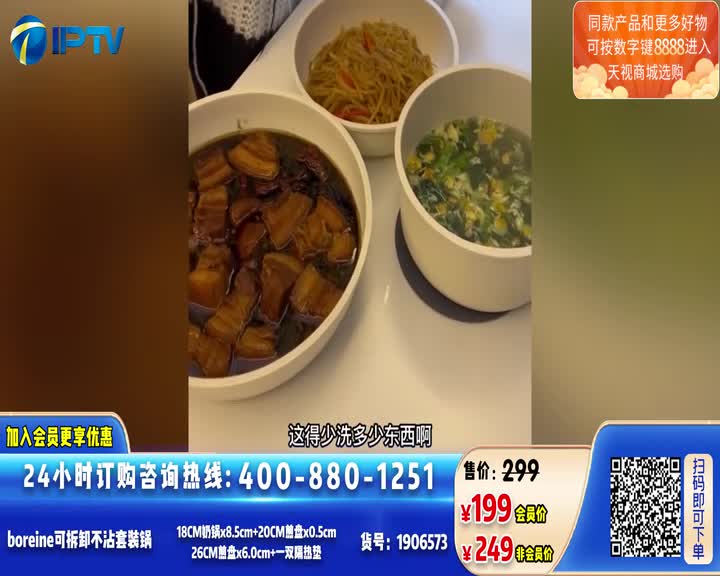 IPTV
同款产品和更多好物
可按数字键8888进入
天视商城选购
这得少洗多少东西啊
加入会员更享优惠
24小时订购咨询热线:400-880-1251
boreine可拆卸不沾套装锅
18CM奶锅x8.5cm+20CM煎盘x0.5cm
26CM煎盘x6.0cm+一双隔热垫
货号: 1906573
售价: 299
¥199会员价
¥249非会员价
扫码即可下单